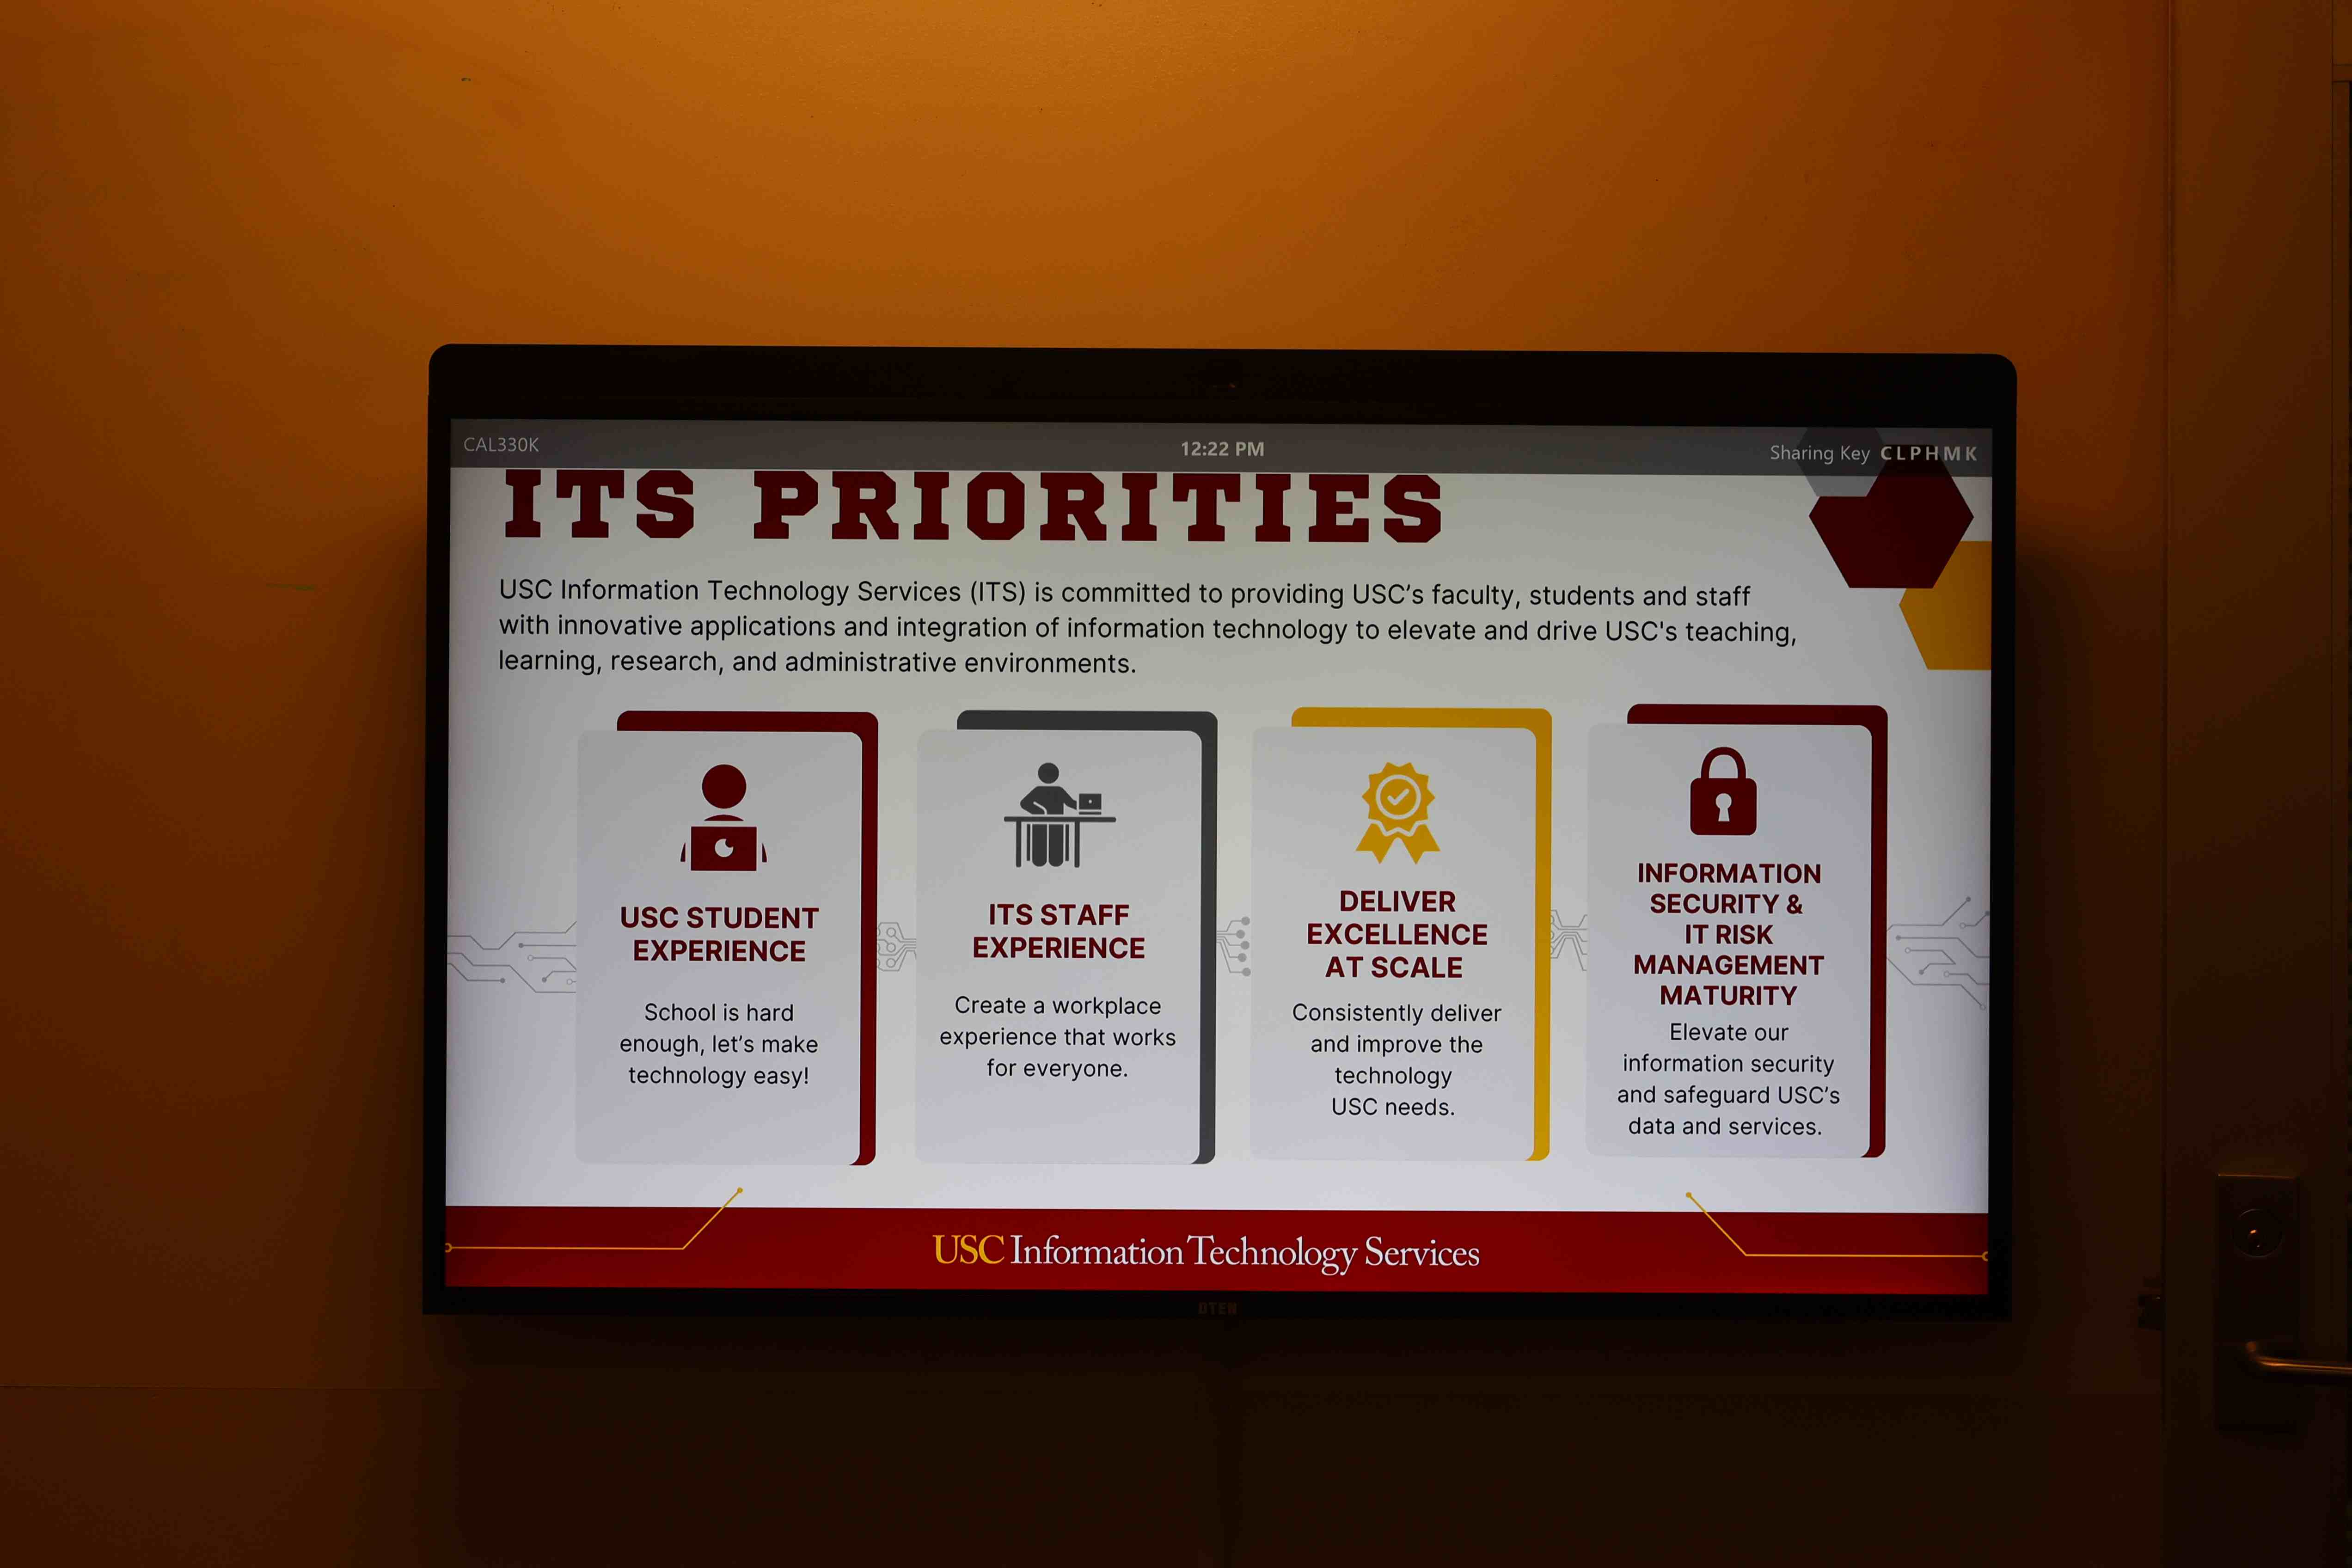 CAL330K
12:22 PM
Sharing Key CLPHMK
ITS PRIORITIES
USC Information Technology Services (ITS) is committed to providing USC’s faculty, students and staff
with innovative applications and integration of information technology to elevate and drive USC's teaching,
learning, research, and administrative environments.
USC STUDENT
EXPERIENCE
School is hard
enough, let’s make
technology easy!
ITS STAFF
EXPERIENCE
Create a workplace
experience that works
for everyone.
DELIVER
EXCELLENCE
AT SCALE
Consistently deliver
and improve the
technology
USC needs.
INFORMATION
SECURITY &
IT RISK
MANAGEMENT
MATURITY
Elevate our
information security
and safeguard USC’s
data and services.
USC Information Technology Services